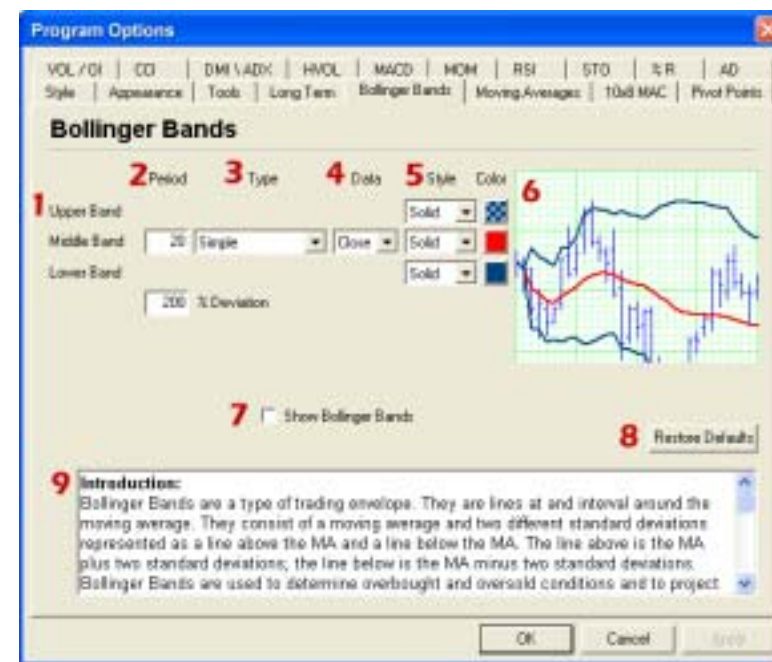 Program Options
VOL / OI | CCI | DMI \ ADX | HVOL | MACD | MOM | RSI | STO | % R | AD
Style | Appearance | Tools | Long Term | Bollinger Bands | Moving Averages | 10x8 MAC | Pivot Points
Bollinger Bands
2 Period 3 Type 4 Data 5 Style Color 6
1 Upper Band Solid
Middle Band 20 Simple Close Solid
Lower Band Solid
200 % Deviation
7 Show Bollinger Bands
8 Restore Defaults
9 Introduction:
Bollinger Bands are a type of trading envelope. They are lines at and interval around the
moving average. They consist of a moving average and two different standard deviations
represented as a line above the MA and a line below the MA. The line above is the MA
plus two standard deviations; the line below is the MA minus two standard deviations.
Bollinger Bands are used to determine overbought and oversold conditions and to project
OK Cancel Apply